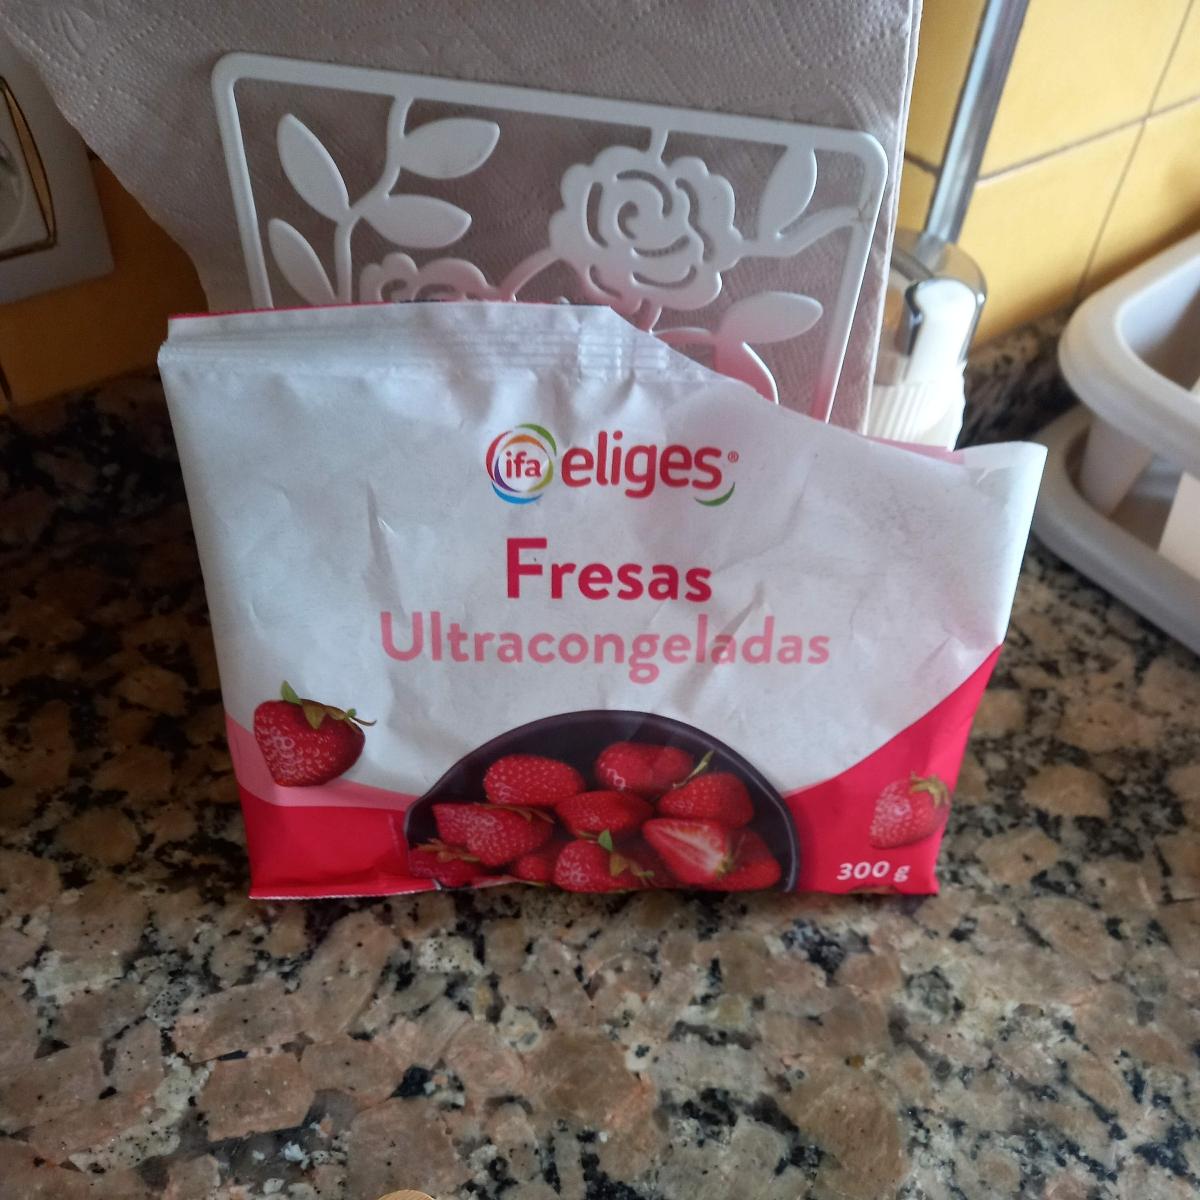 ifa eliges®
Fresas
Ultracongeladas
300 g